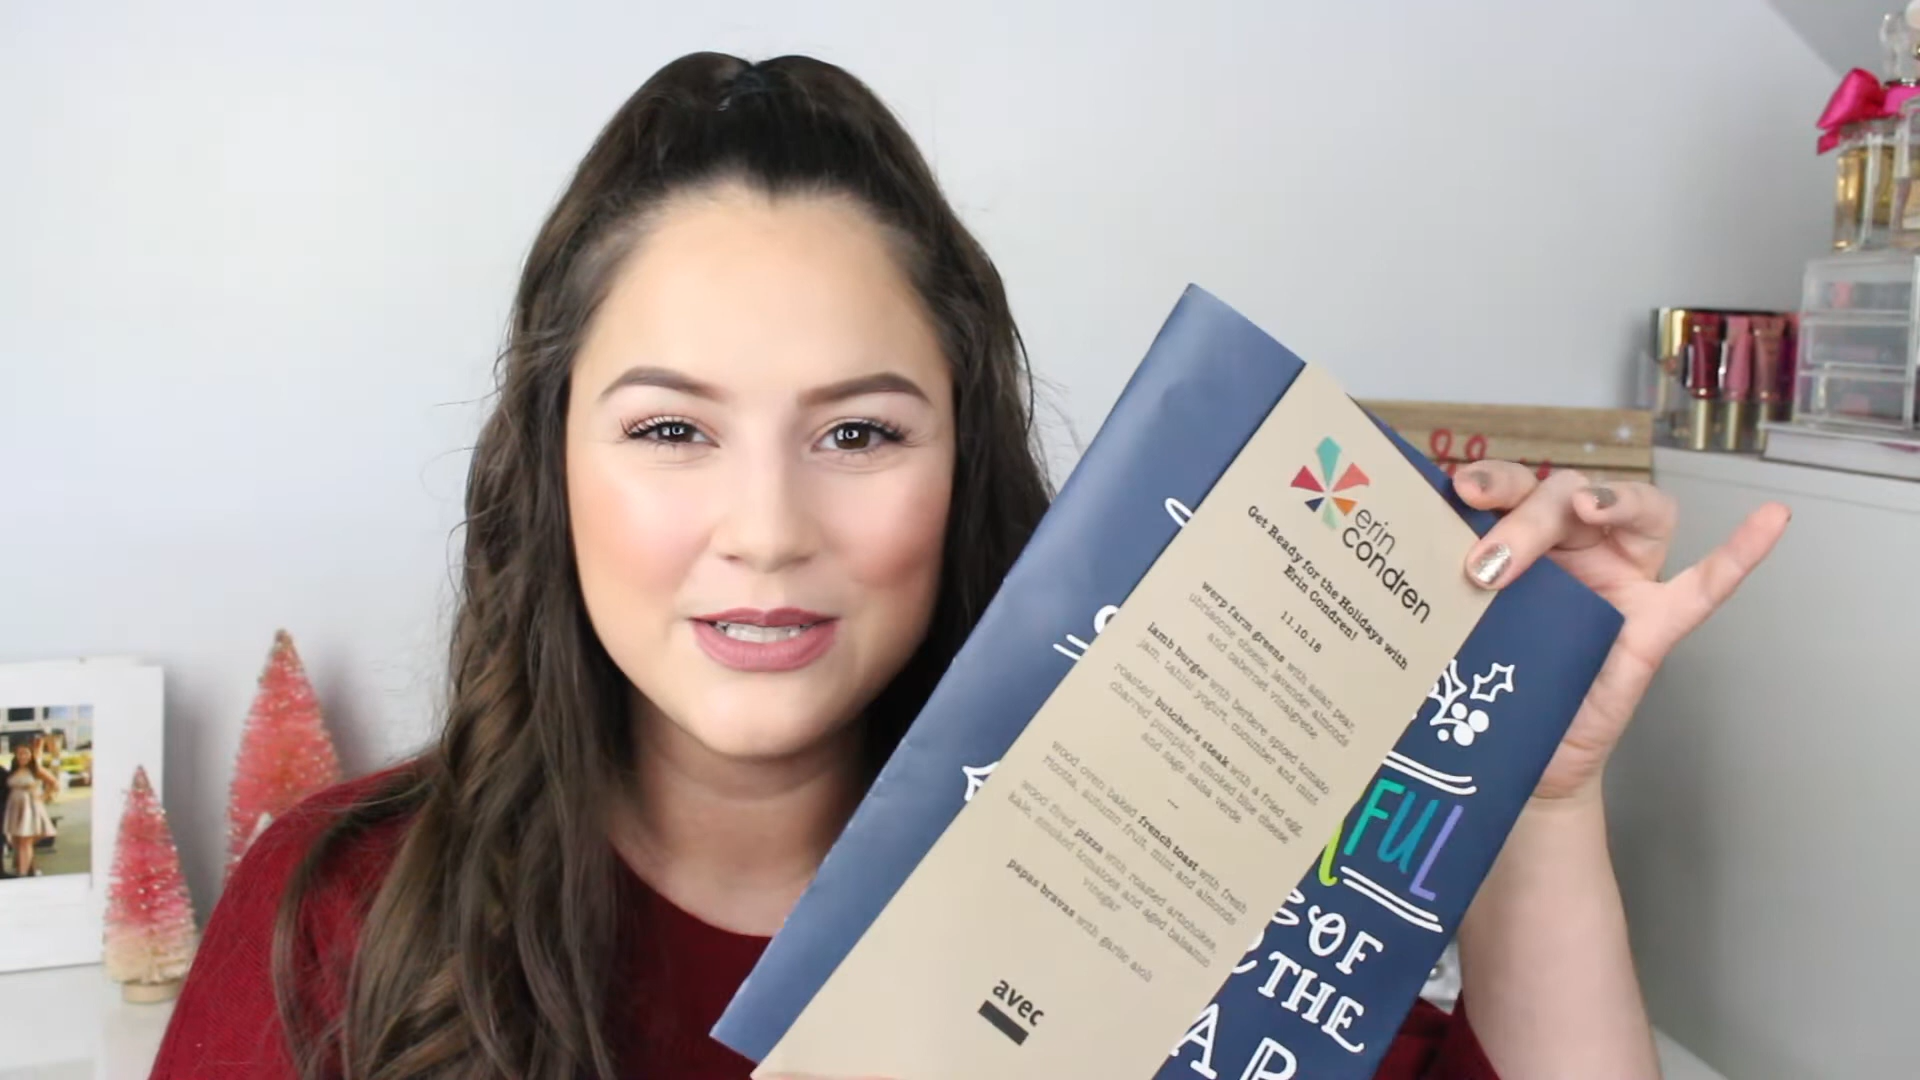 erin
condren
Get Ready for the Holidays with
Erin Condren!
11.10.18
werp farm greens with asian pear,
ubriacone cheese, lavender almonds
and cabernet vinaigrette
lamb burger with berbere spiced tomato
jam, tahini yogurt, cucumber and mint
roasted butcher's steak with a fried egg,
charred pumpkin, smoked blue cheese
and sage salsa verde
---
wood oven baked french toast with fresh
ricotta, autumn fruit, mint and almonds
wood fired pizza with roasted artichokes,
kale, smoked tomatoes and aged balsamic
vinegar
papas bravas with garlic aioli
avec
FUL
OF
THE